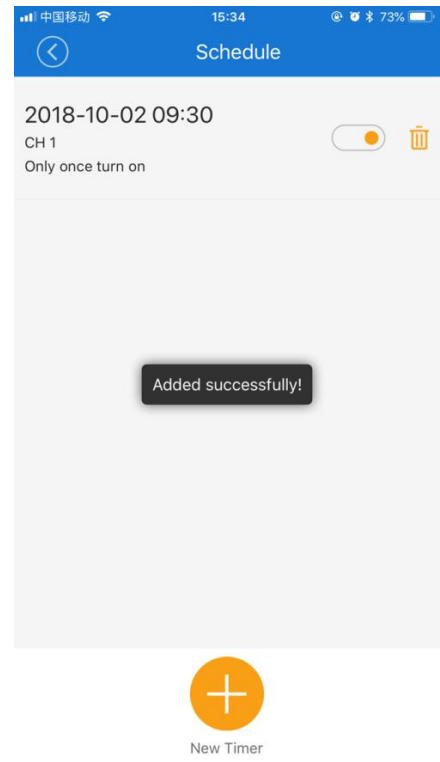 中国移动 15:34 73%
Schedule
2018-10-02 09:30
CH 1
Only once turn on
Added successfully!
New Timer